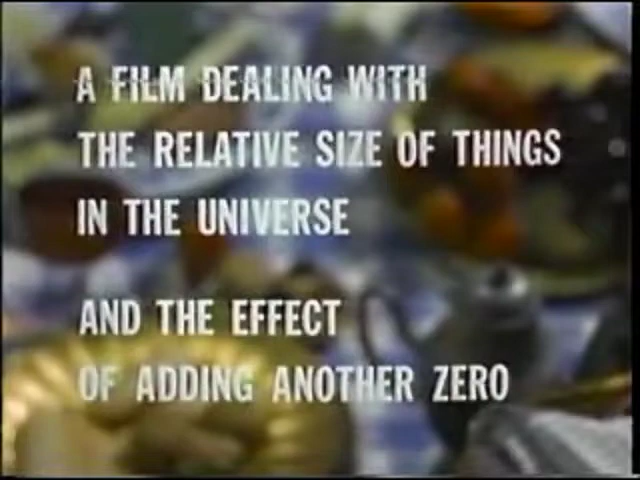 A FILM DEALING WITH
THE RELATIVE SIZE OF THINGS
IN THE UNIVERSE
AND THE EFFECT
OF ADDING ANOTHER ZERO